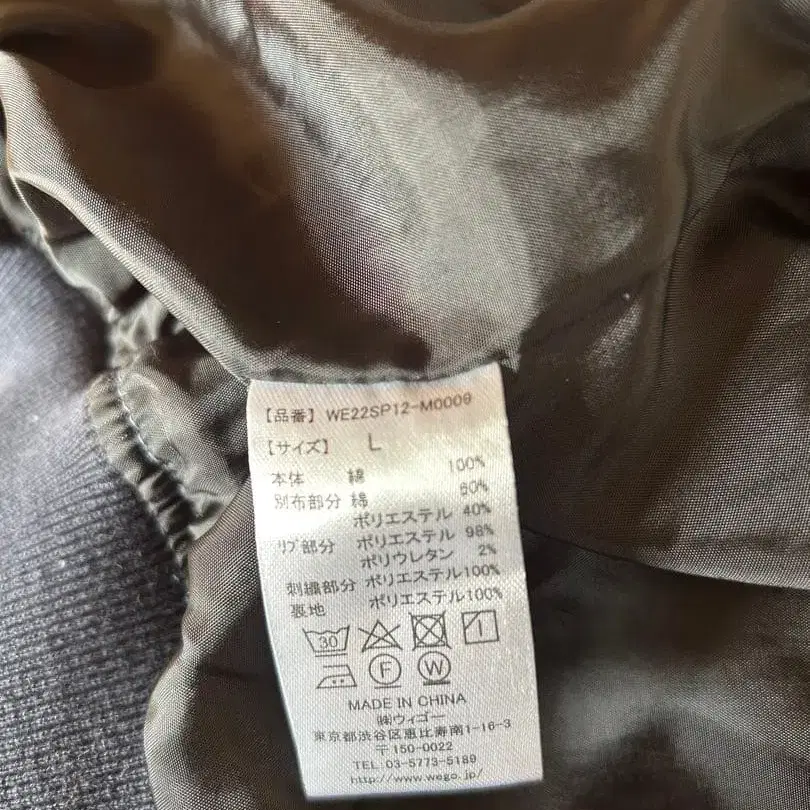 【品番】 WE22SP12-M0009
【サイズ】 L
本体 綿 100%
別布部分 綿 60%
ポリエステル 40%
リブ部分 ポリエステル 98%
ポリウレタン 2%
刺繍部分 ポリエステル100%
裏地 ポリエステル100%
30
F W
MADE IN CHINA
㈱ウィゴー
東京都渋谷区恵比寿南1-16-3
〒150-0022
TEL:03-5773-5189
http://www.wego.jp/